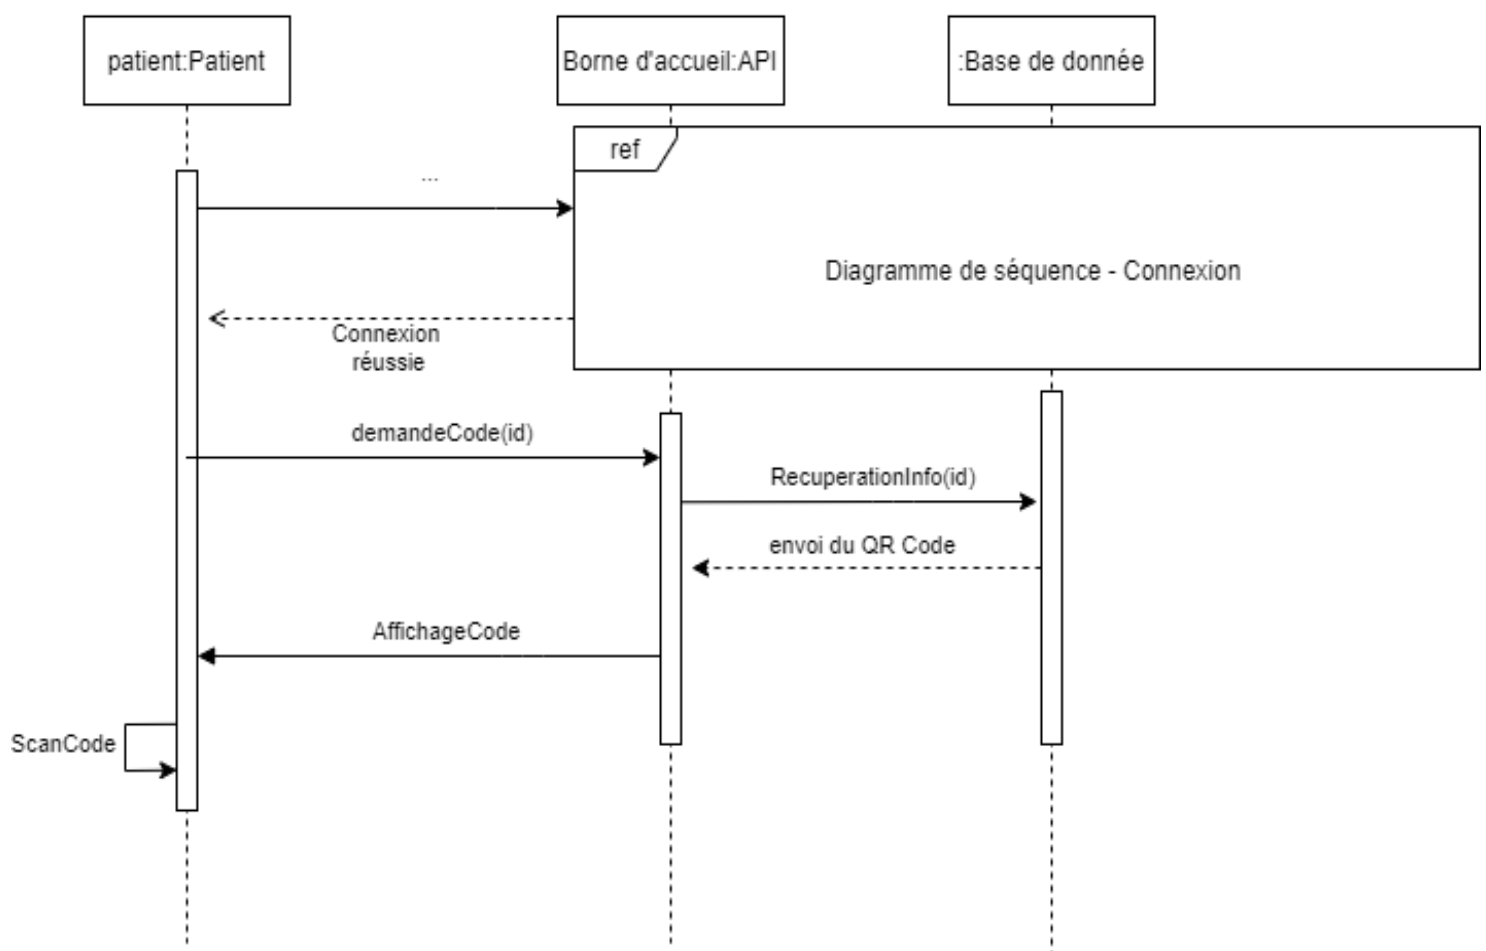 patient:Patient
Borne d'accueil:API
:Base de donnée
ref
...
Diagramme de séquence - Connexion
Connexion
réussie
demandeCode(id)
RecuperationInfo(id)
envoi du QR Code
AffichageCode
ScanCode